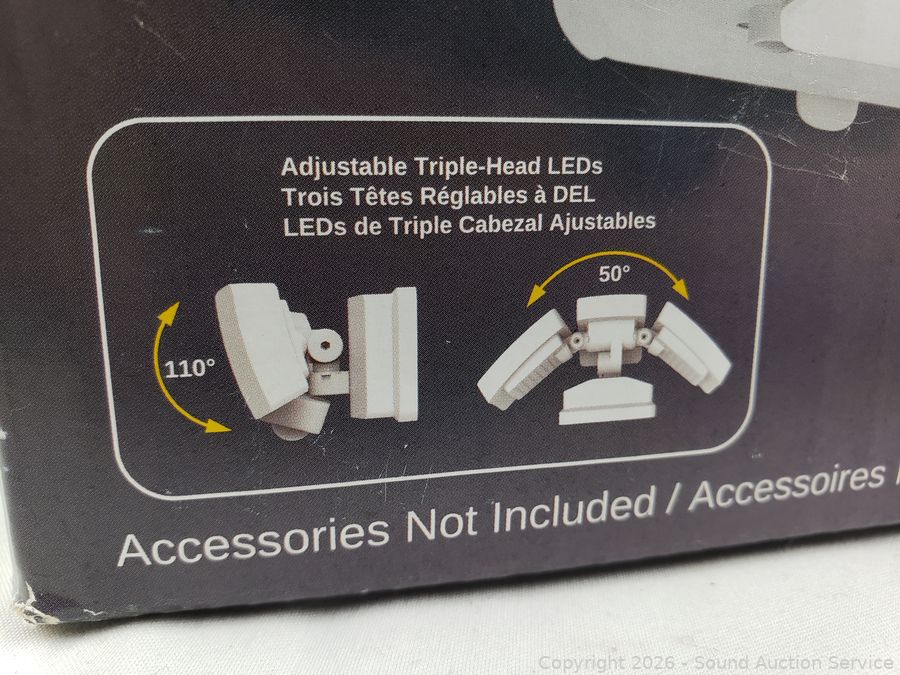 Adjustable Triple-Head LEDs
Trois Têtes Réglables à DEL
LEDs de Triple Cabezal Ajustables
110°
50°
Accessories Not Included / Accessoires
Copyright 2026 - Sound Auction Service